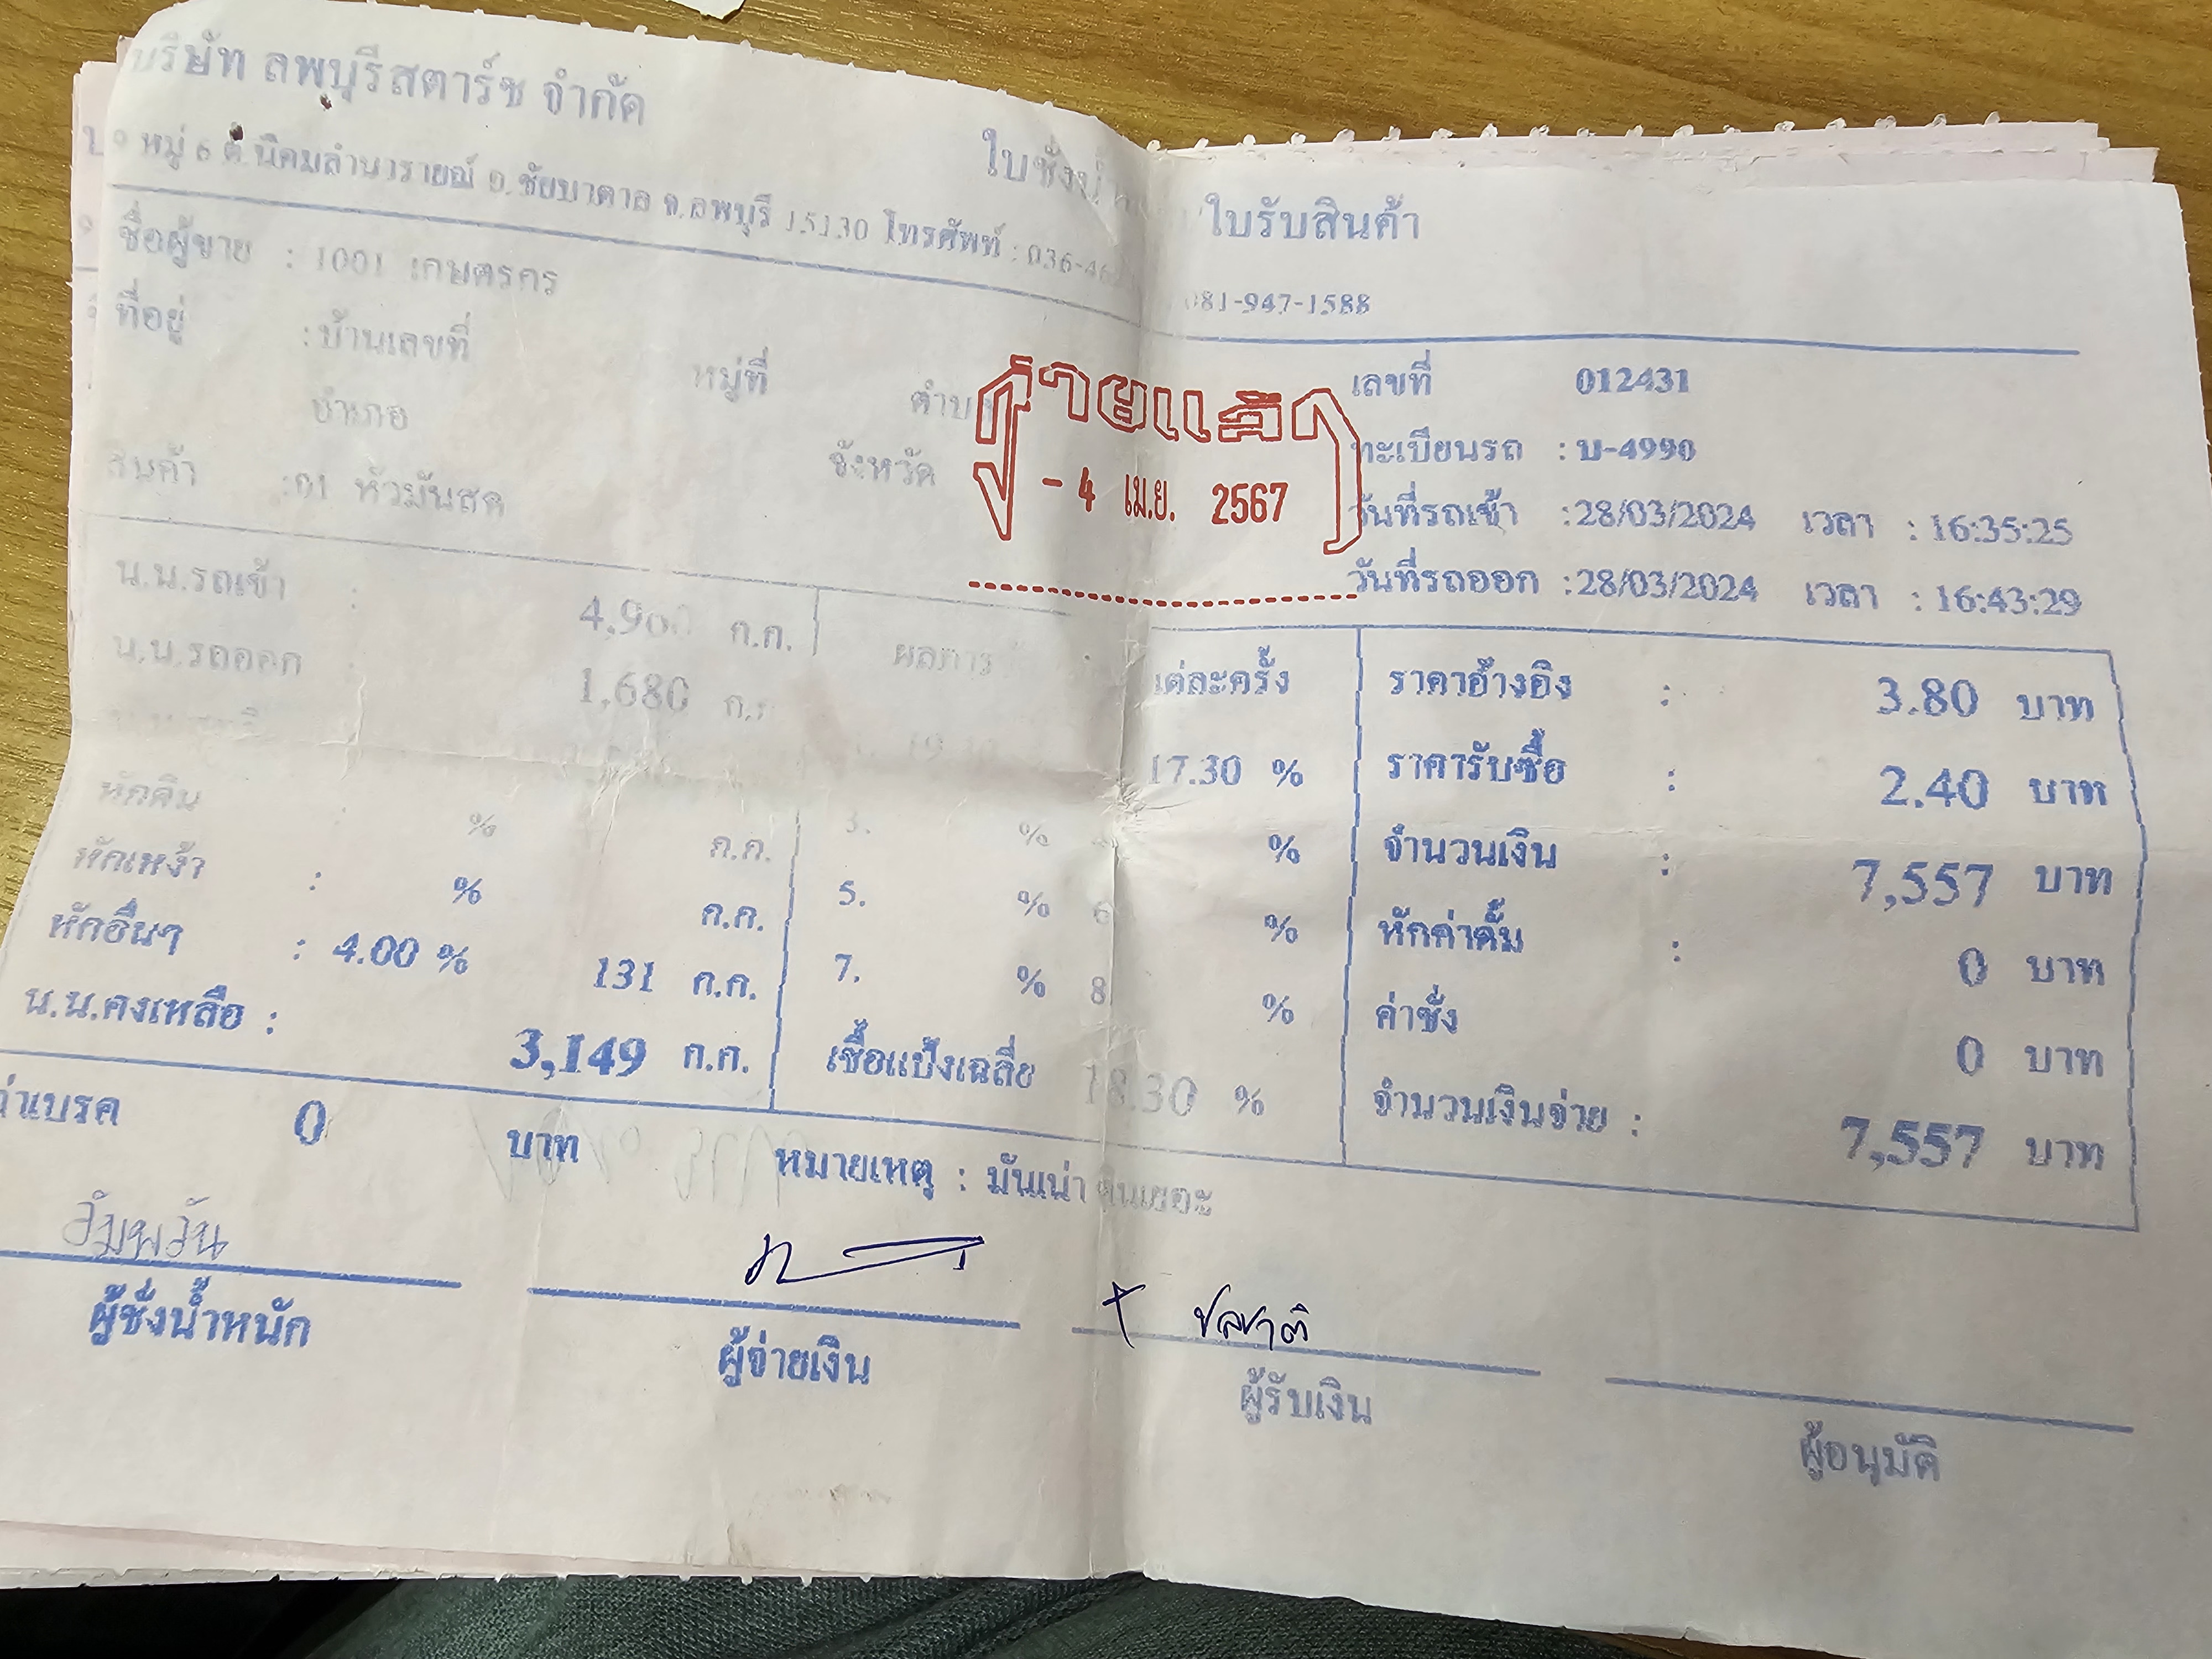 บริษัท ลพบุรีสตาร์ช จำกัด
ใบรับสินค้า
หมู่ 6 ต.นิคมลำนารายณ์ อ.ชัยบาดาล จ.ลพบุรี 15130 โทรศัพท์ : 036-46
081-947-1588
ชื่อผู้ขาย : 1001 เกษตรกร
เลขที่ 012431
ที่อยู่ : บ้านเลขที่ หมู่ที่ ตำบล
ทะเบียนรถ : บ-4990
อำเภอ จังหวัด
วันที่รถเข้า : 28/03/2024 เวลา : 16:35:25
สินค้า : 01 หัวมันสด
วันที่รถออก : 28/03/2024 เวลา : 16:43:29
จ่ายแล้ว
- 4 เม.ย. 2567
น.น.รถเข้า : 4,960 ก.ก.
ผลการ แต่ละครั้ง
ราคาอ้างอิง : 3.80 บาท
น.น.รถออก : 1,680 ก.ก.
17.30 %
ราคารับซื้อ : 2.40 บาท
หักดิน : % ก.ก.
3. % %
จำนวนเงิน : 7,557 บาท
หักเหง้า : % ก.ก.
5. % 6 %
หักค่าดั้ม : 0 บาท
หักอื่นๆ : 4.00 % 131 ก.ก.
7. % 8 %
ค่าชั่ง 0 บาท
น.น.คงเหลือ : 3,149 ก.ก.
เชื้อแป้งเฉลี่ย 18.30 %
จำนวนเงินจ่าย : 7,557 บาท
ค่าเบรค 0 บาท
หมายเหตุ : มันเน่า ดินเยอะ
อัมพวัน
ชลชาติ
ผู้ชั่งน้ำหนัก
ผู้จ่ายเงิน
ผู้รับเงิน
ผู้อนุมัติ